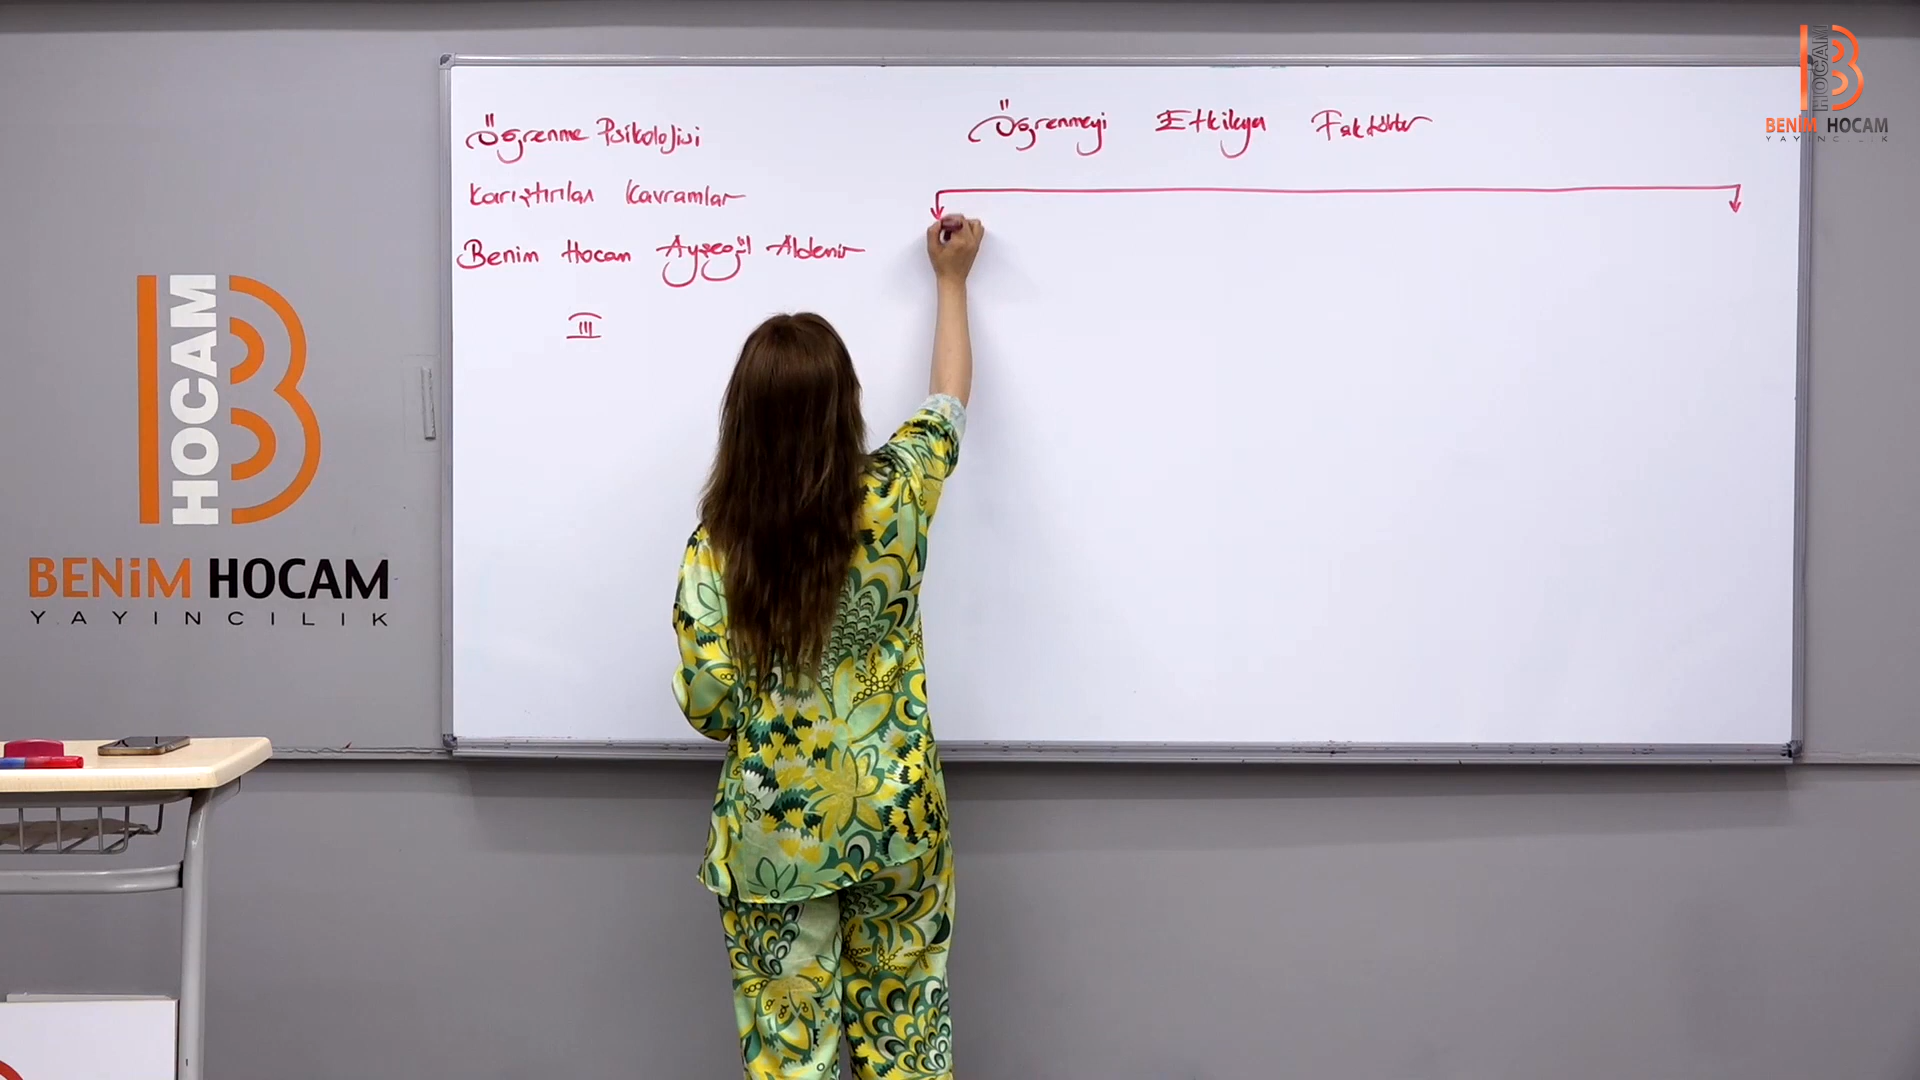 Öğrenme Psikolojisi
Karıştırılan Kavramlar
Benim Hocam Ayşegül Aldemir
III
Öğrenmeyi Etkileyen Faktörler
HOCAM
BENİM HOCAM
YAYINCILIK
HOCAM
BENİM HOCAM
YAYINCILIK